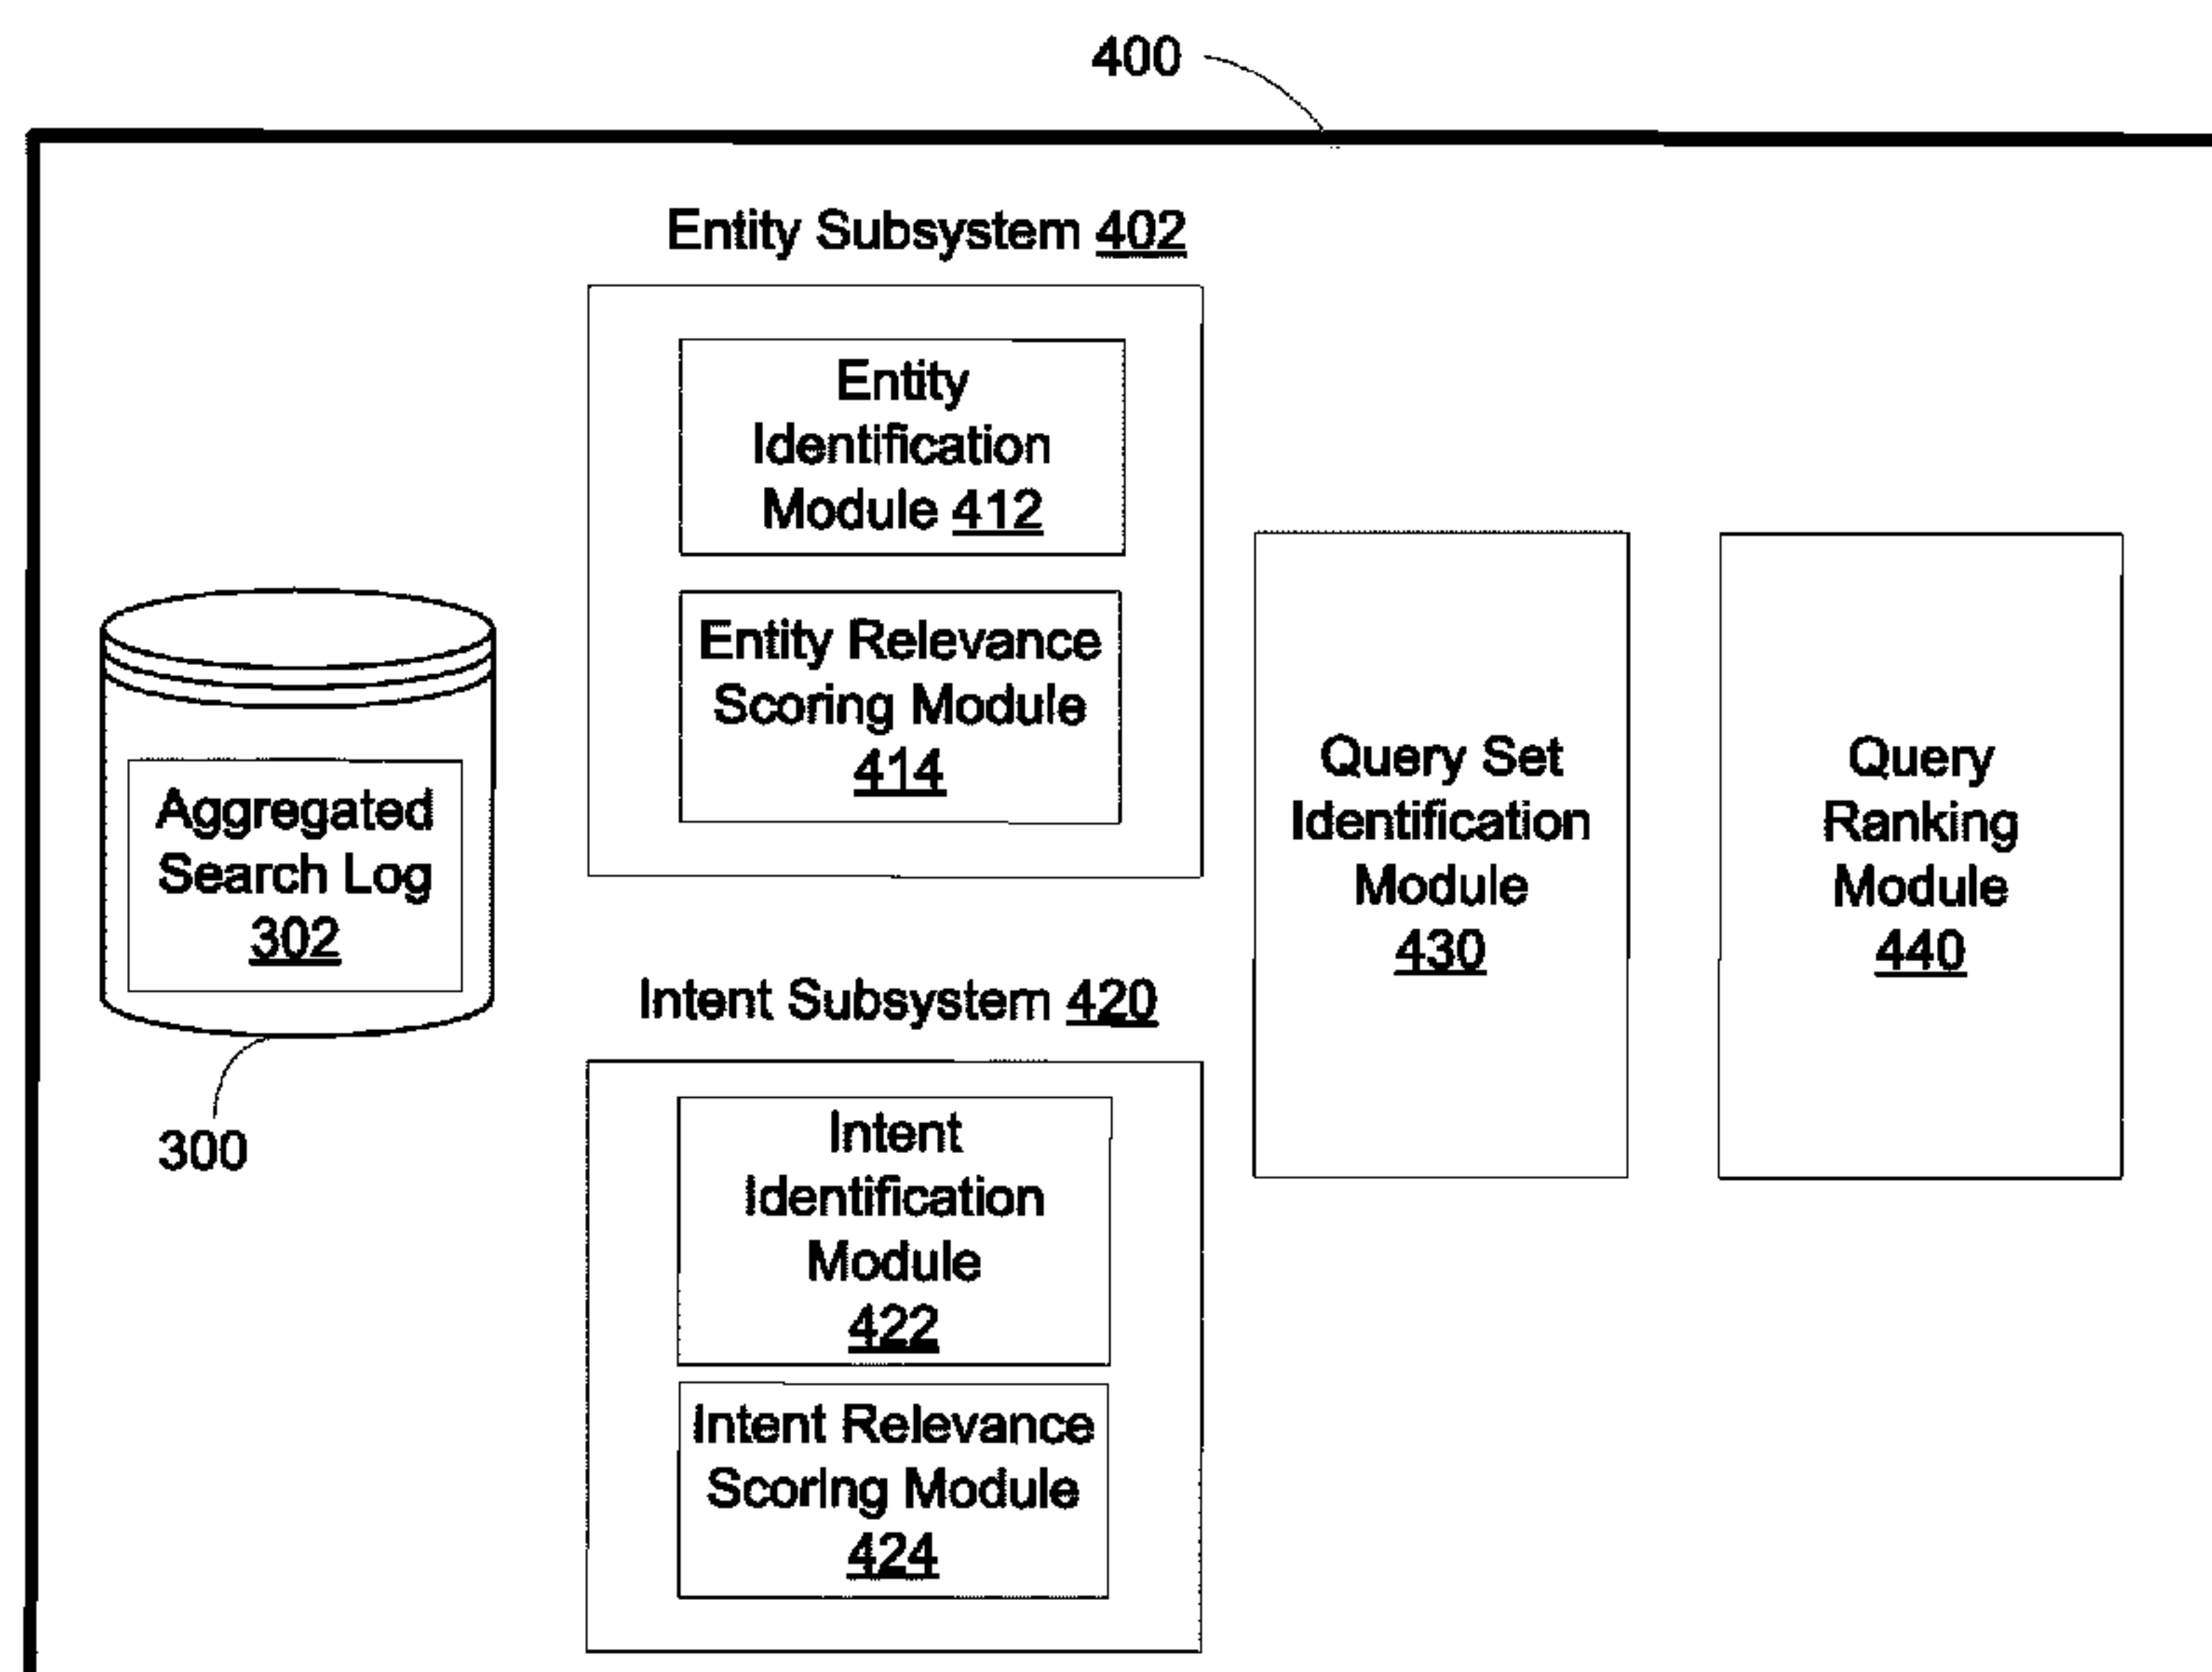 400
Entity Subsystem 402
Entity
Identification
Module 412
Entity Relevance
Scoring Module
414
Aggregated
Search Log
302
300
Intent Subsystem 420
Intent
Identification
Module
422
Intent Relevance
Scoring Module
424
Query Set
Identification
Module
430
Query
Ranking
Module
440